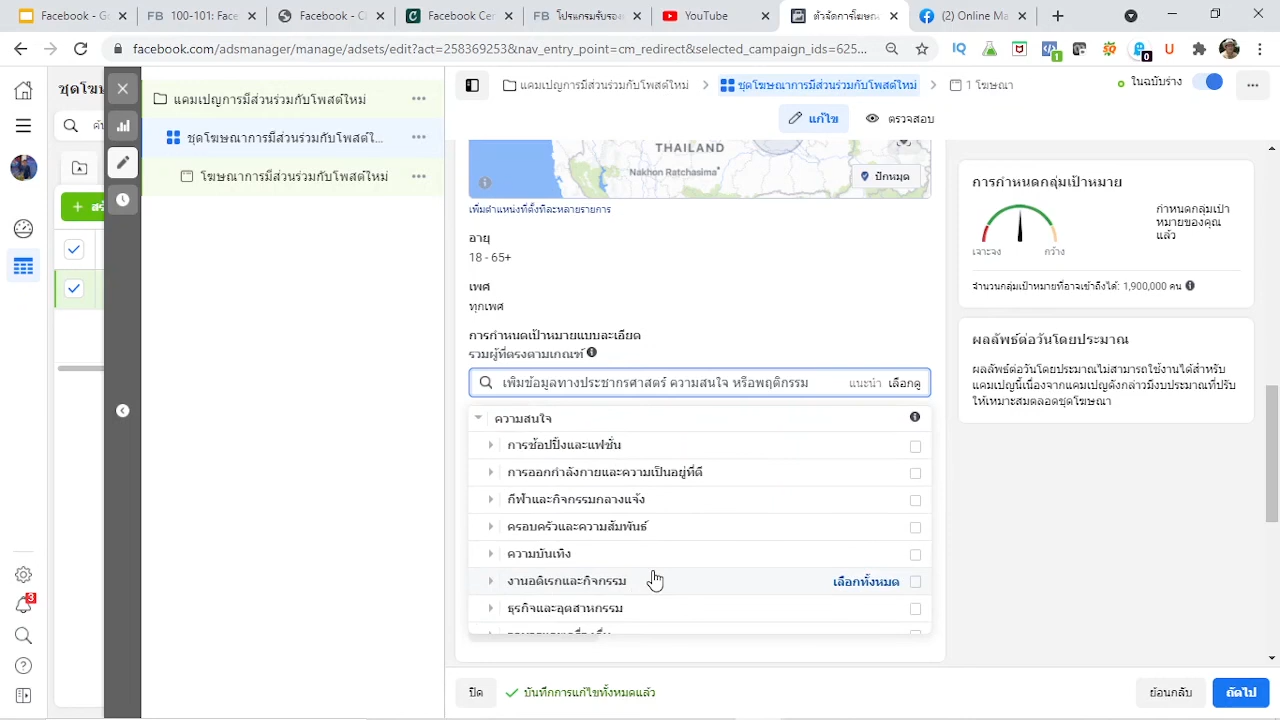 Goog
FB 100-101: Fac
Facebook - Cl
Facebook Cer
FB โปรแกรมรับรอง
YouTube
ตัวจัดการโฆษณ
(2) Online Ma
facebook.com/adsmanager/manage/adsets/edit?act=258369253&nav_entry_point=cm_redirect&selected_campaign_ids=625...
ชุดโฆ
แคมเปญการมีส่วนร่วมกับโพสต์ใหม่
ชุดโฆษณาการมีส่วนร่วมกับโพสต์ใ...
โฆษณาการมีส่วนร่วมกับโพสต์ใหม่
แคมเปญการมีส่วนร่วมกับโพสต์ใหม่ > ชุดโฆษณาการมีส่วนร่วมกับโพสต์ใหม่ > 1 โฆษณา
ในฉบับร่าง
แก้ไข
ตรวจสอบ
THAILAND
Nakhon Ratchasima
ปักหมุด
เพิ่มตำแหน่งที่ตั้งทีละหลายรายการ
อายุ
18 - 65+
เพศ
ทุกเพศ
การกำหนดเป้าหมายแบบละเอียด
รวมผู้ที่ตรงตามเกณฑ์
เพิ่มข้อมูลทางประชากรศาสตร์ ความสนใจ หรือพฤติกรรม
แนะนำ เลือกดู
ความสนใจ
การช้อปปิ้งและแฟชั่น
การออกกำลังกายและความเป็นอยู่ที่ดี
กีฬาและกิจกรรมกลางแจ้ง
ครอบครัวและความสัมพันธ์
ความบันเทิง
งานอดิเรกและกิจกรรม
เลือกทั้งหมด
ธุรกิจและอุตสาหกรรม
การกำหนดกลุ่มเป้าหมาย
เจาะจง
กว้าง
กำหนดกลุ่มเป้า
หมายของคุณ
แล้ว
จำนวนกลุ่มเป้าหมายที่อาจเข้าถึงได้: 1,900,000 คน
ผลลัพธ์ต่อวันโดยประมาณ
ผลลัพธ์ต่อวันโดยประมาณไม่สามารถใช้งานได้สำหรับ
แคมเปญนี้เนื่องจากแคมเปญดังกล่าวมีงบประมาณที่ปรับ
ให้เหมาะสมตลอดชุดโฆษณา
ปิด
บันทึกการแก้ไขทั้งหมดแล้ว
ย้อนกลับ
ถัดไป